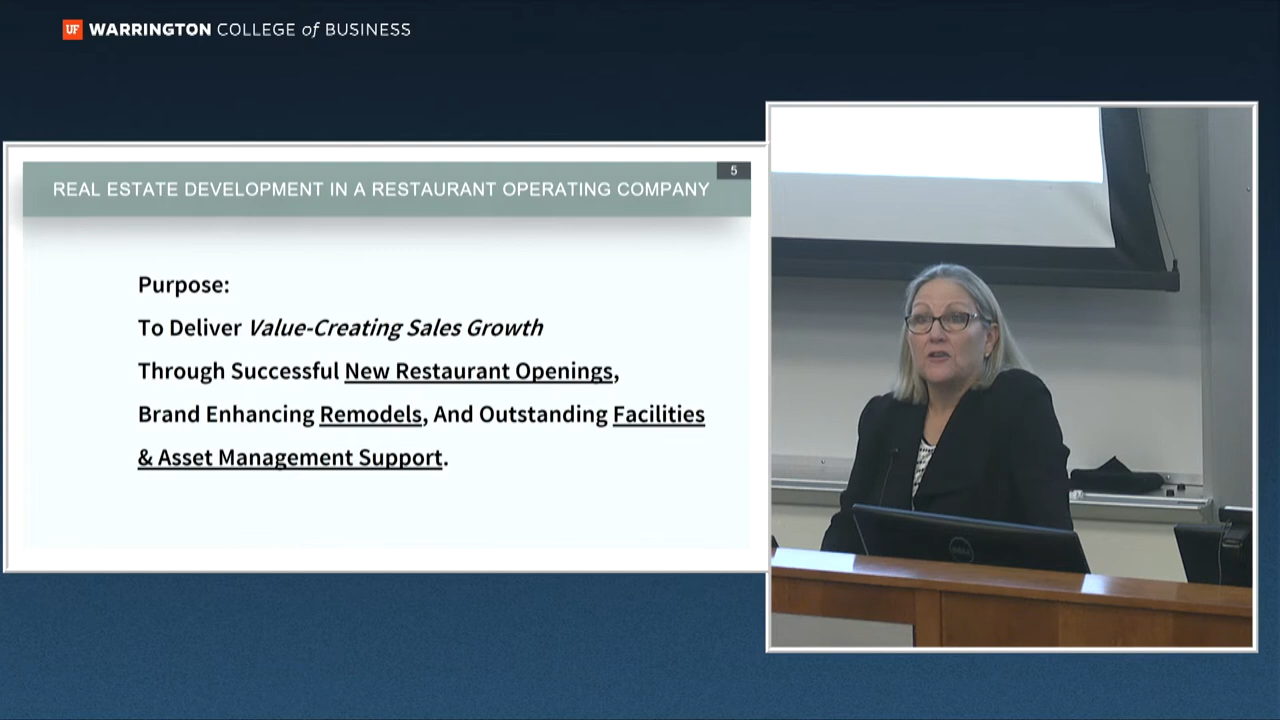 UF WARRINGTON COLLEGE of BUSINESS
5
REAL ESTATE DEVELOPMENT IN A RESTAURANT OPERATING COMPANY
Purpose:
To Deliver Value-Creating Sales Growth
Through Successful New Restaurant Openings,
Brand Enhancing Remodels, And Outstanding Facilities
& Asset Management Support.
DELL